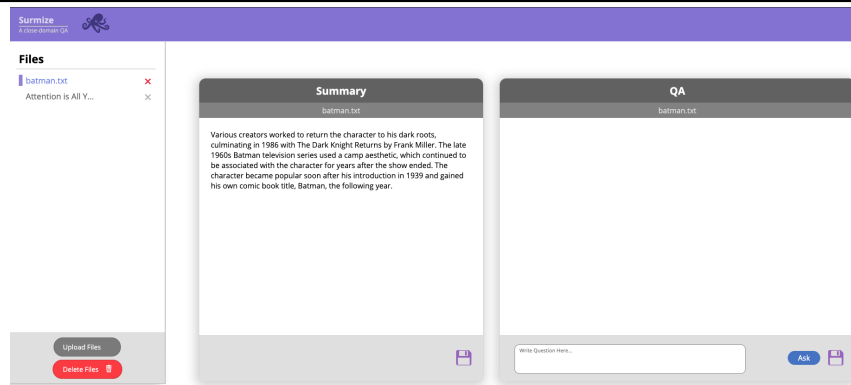 Surmize
A close-domain QA
Files
batman.txt
Attention is All Y...
Upload Files
Delete Files
Summary
batman.txt
Various creators worked to return the character to his dark roots,
culminating in 1986 with The Dark Knight Returns by Frank Miller. The late
1960s Batman television series used a camp aesthetic, which continued to
be associated with the character for years after the show ended. The
character became popular soon after his introduction in 1939 and gained
his own comic book title, Batman, the following year.
QA
batman.txt
Write Question Here...
Ask